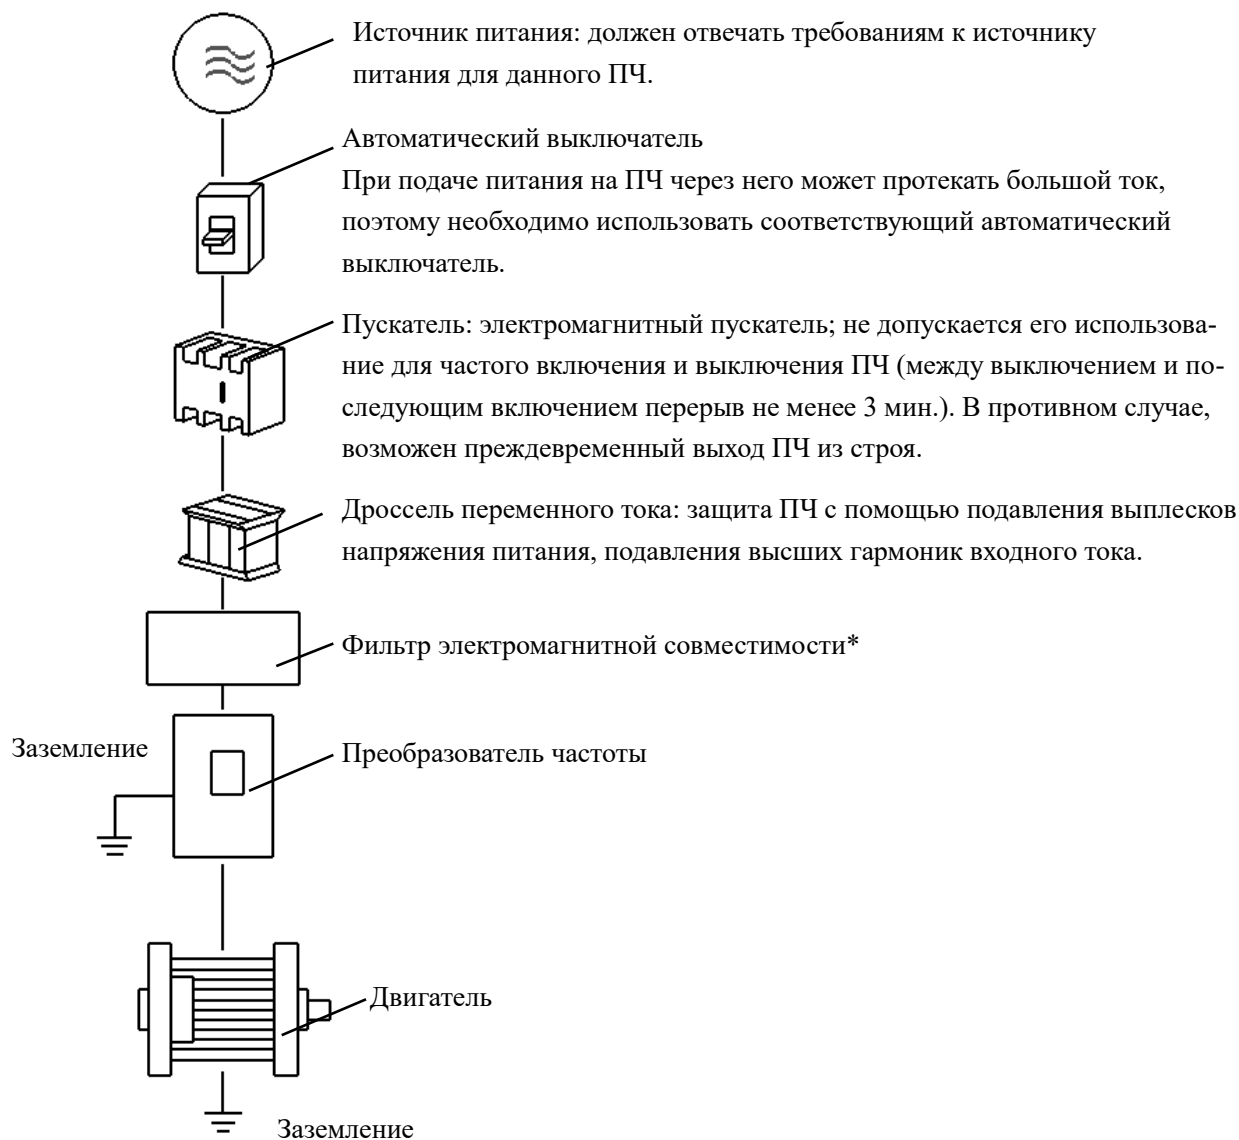 Источник питания: должен отвечать требованиям к источнику
питания для данного ПЧ.
Автоматический выключатель
При подаче питания на ПЧ через него может протекать большой ток,
поэтому необходимо использовать соответствующий автоматический
выключатель.
Пускатель: электромагнитный пускатель; не допускается его использова-
ние для частого включения и выключения ПЧ (между выключением и по-
следующим включением перерыв не менее 3 мин.). В противном случае,
возможен преждевременный выход ПЧ из строя.
Дроссель переменного тока: защита ПЧ с помощью подавления выплесков
напряжения питания, подавления высших гармоник входного тока.
Фильтр электромагнитной совместимости*
Заземление
Преобразователь частоты
Двигатель
Заземление